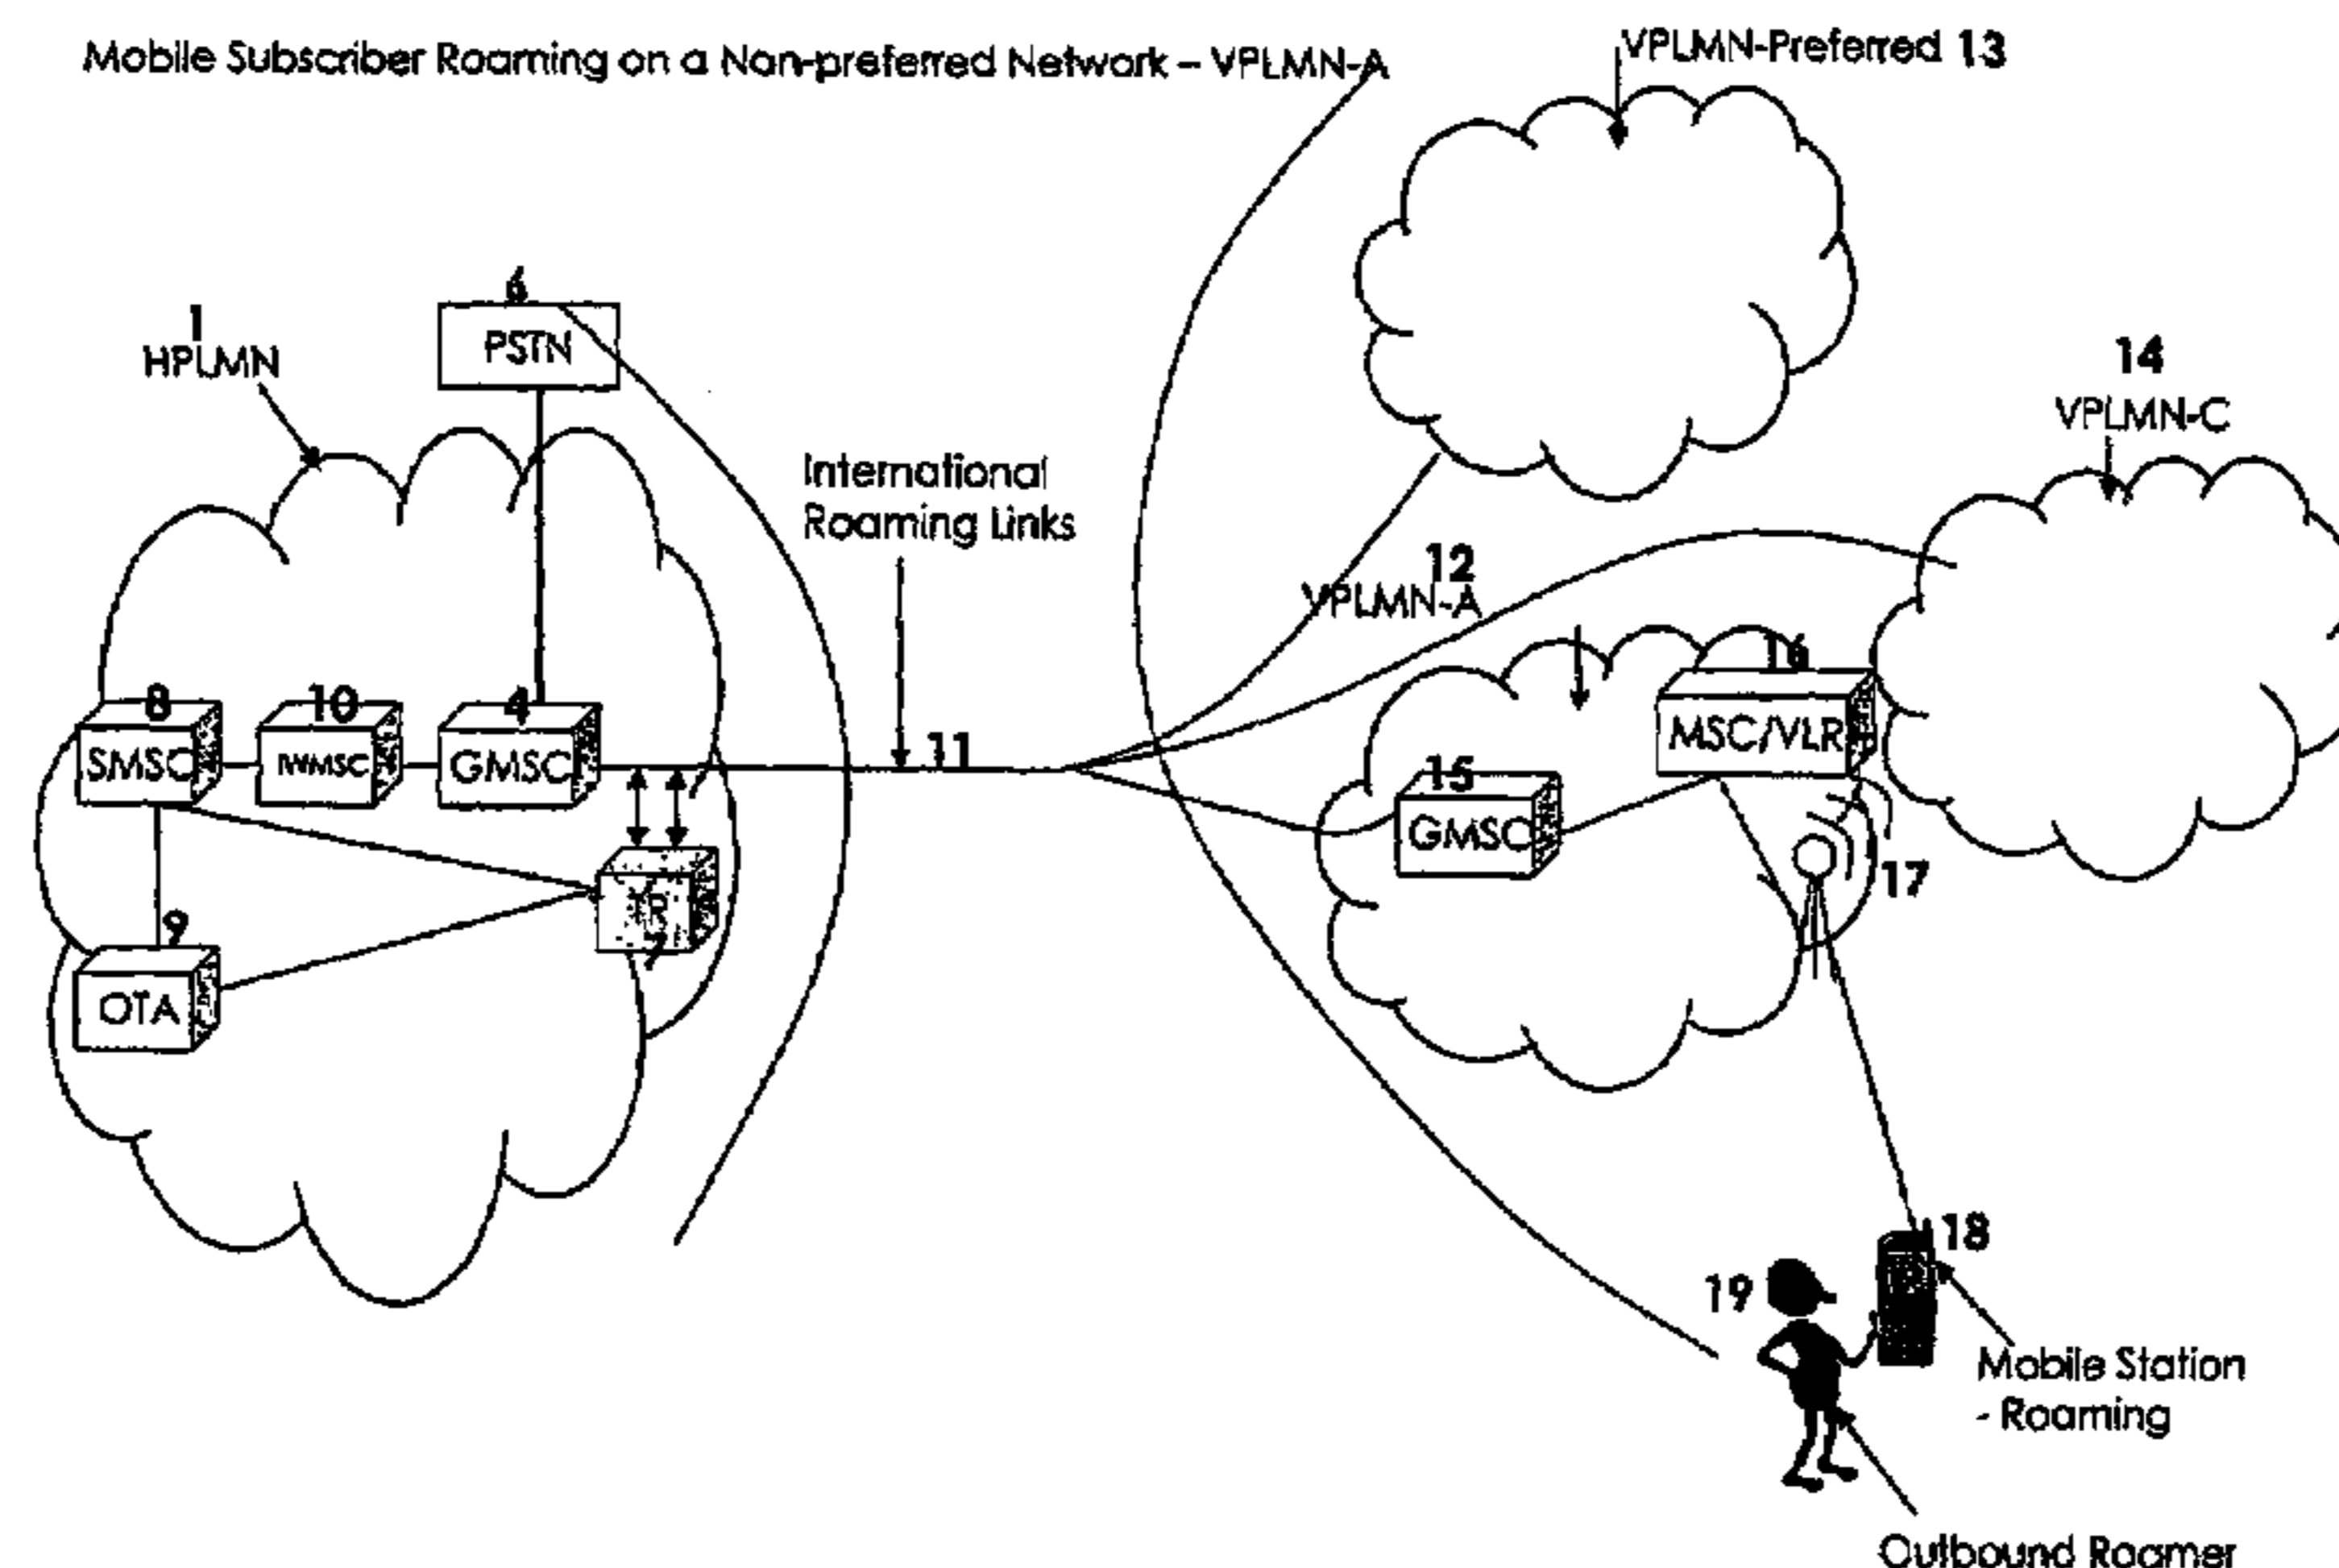 Mobile Subscriber Roaming on a Non-preferred Network – VPLMN-A
VPLMN-Preferred 13
1
HPLMN
6
PSTN
14
VPLMN-C
International
Roaming Links
12
VPLMN-A
16
MSC/VLR
8
SMSC
10
IWMSC
4
GMSC
11
15
GMSC
17
TR
7
9
OTA
18
19
Mobile Station
- Roaming
Outbound Roamer